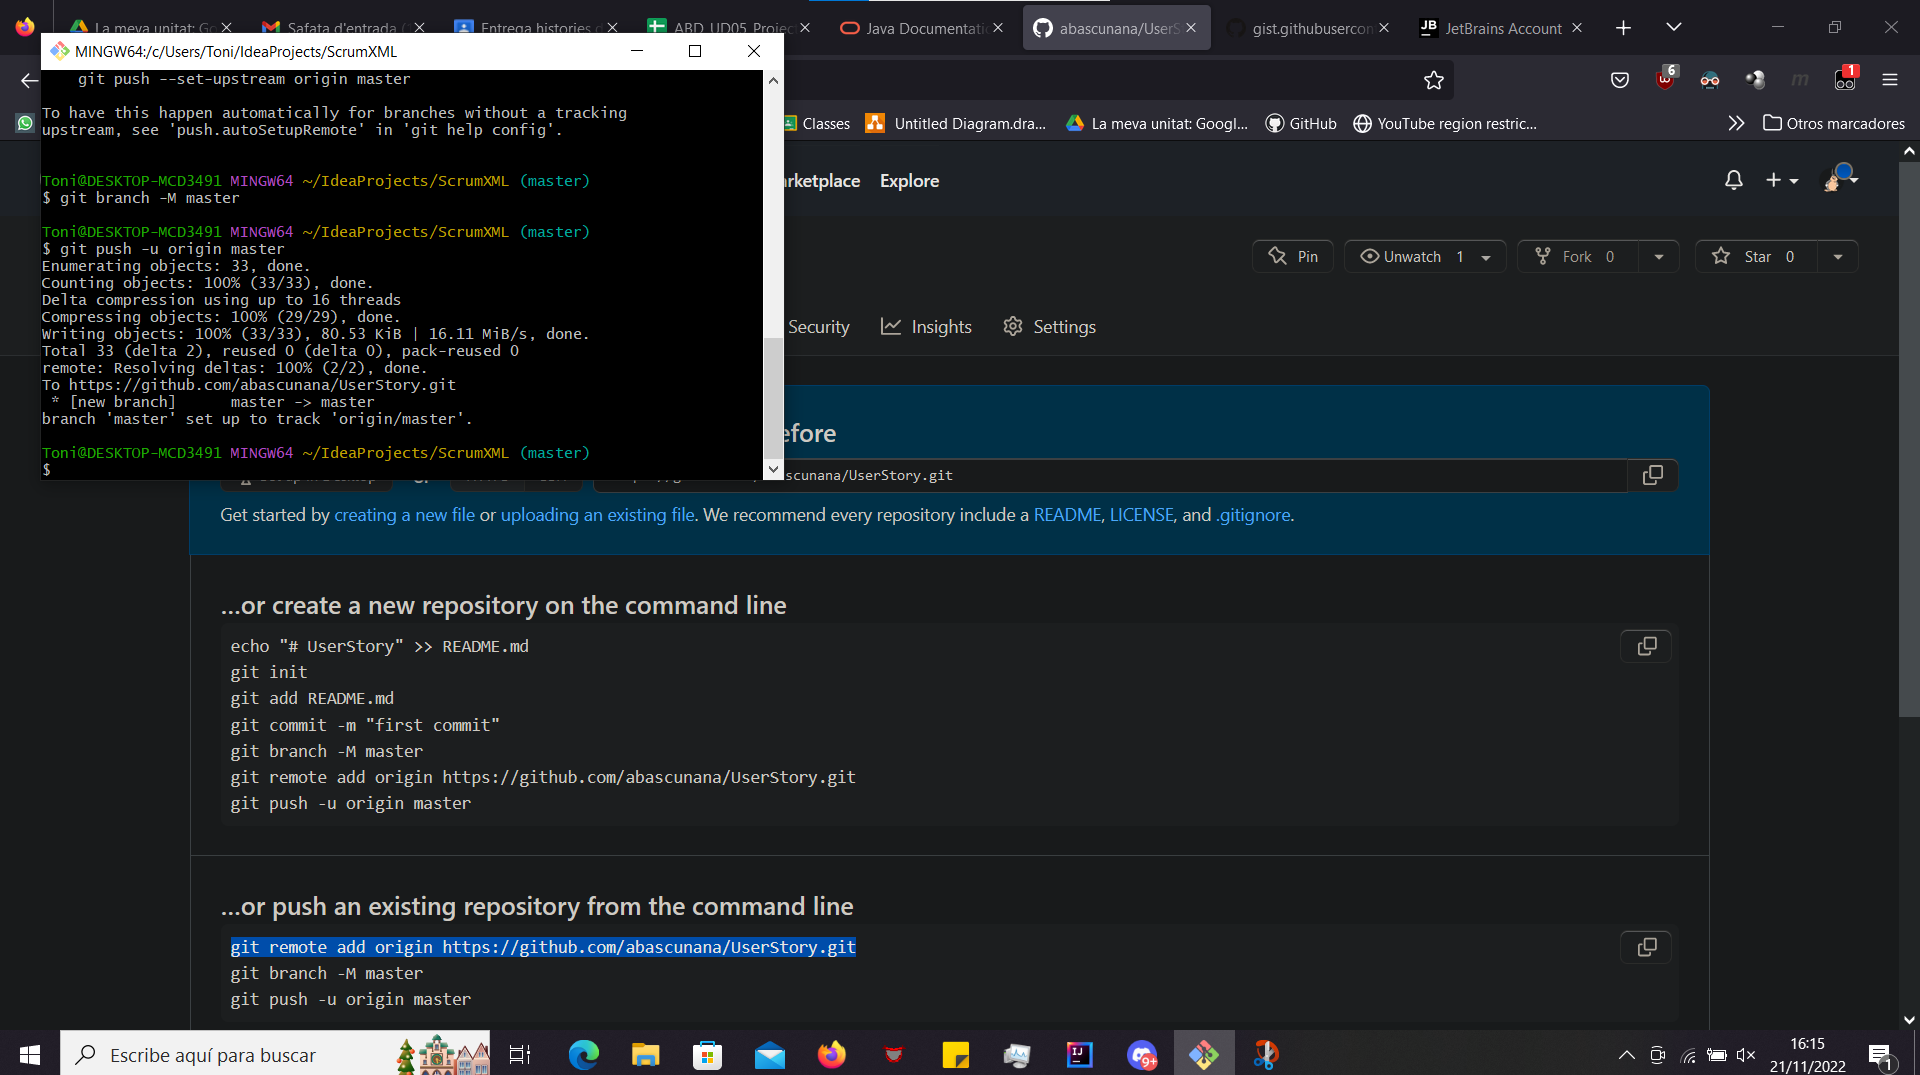 La meva unitat: Go
Safata d'entrada (
Entrega histories d
ABD_UD05_Project
Java Documentati
abascunana/UserS
gist.githubusercon
JB JetBrains Account
MINGW64:/c/Users/Toni/IdeaProjects/ScrumXML
git push --set-upstream origin master
To have this happen automatically for branches without a tracking
upstream, see 'push.autoSetupRemote' in 'git help config'.
Toni@DESKTOP-MCD3491 MINGW64 ~/IdeaProjects/ScrumXML (master)
$ git branch -M master
Toni@DESKTOP-MCD3491 MINGW64 ~/IdeaProjects/ScrumXML (master)
$ git push -u origin master
Enumerating objects: 33, done.
Counting objects: 100% (33/33), done.
Delta compression using up to 16 threads
Compressing objects: 100% (29/29), done.
Writing objects: 100% (33/33), 80.53 KiB | 16.11 MiB/s, done.
Total 33 (delta 2), reused 0 (delta 0), pack-reused 0
remote: Resolving deltas: 100% (2/2), done.
To https://github.com/abascunana/UserStory.git
* [new branch] master -> master
branch 'master' set up to track 'origin/master'.
Toni@DESKTOP-MCD3491 MINGW64 ~/IdeaProjects/ScrumXML (master)
$
6
1
Classes
Untitled Diagram.dra...
La meva unitat: Googl...
GitHub
YouTube region restric...
Otros marcadores
rketplace Explore
Pin
Unwatch 1
Fork 0
Star 0
Security
Insights
Settings
efore
scunana/UserStory.git
Get started by creating a new file or uploading an existing file. We recommend every repository include a README, LICENSE, and .gitignore.
…or create a new repository on the command line
echo "# UserStory" >> README.md
git init
git add README.md
git commit -m "first commit"
git branch -M master
git remote add origin https://github.com/abascunana/UserStory.git
git push -u origin master
…or push an existing repository from the command line
git remote add origin https://github.com/abascunana/UserStory.git
git branch -M master
git push -u origin master
Escribe aquí para buscar
9+
16:15
21/11/2022
1